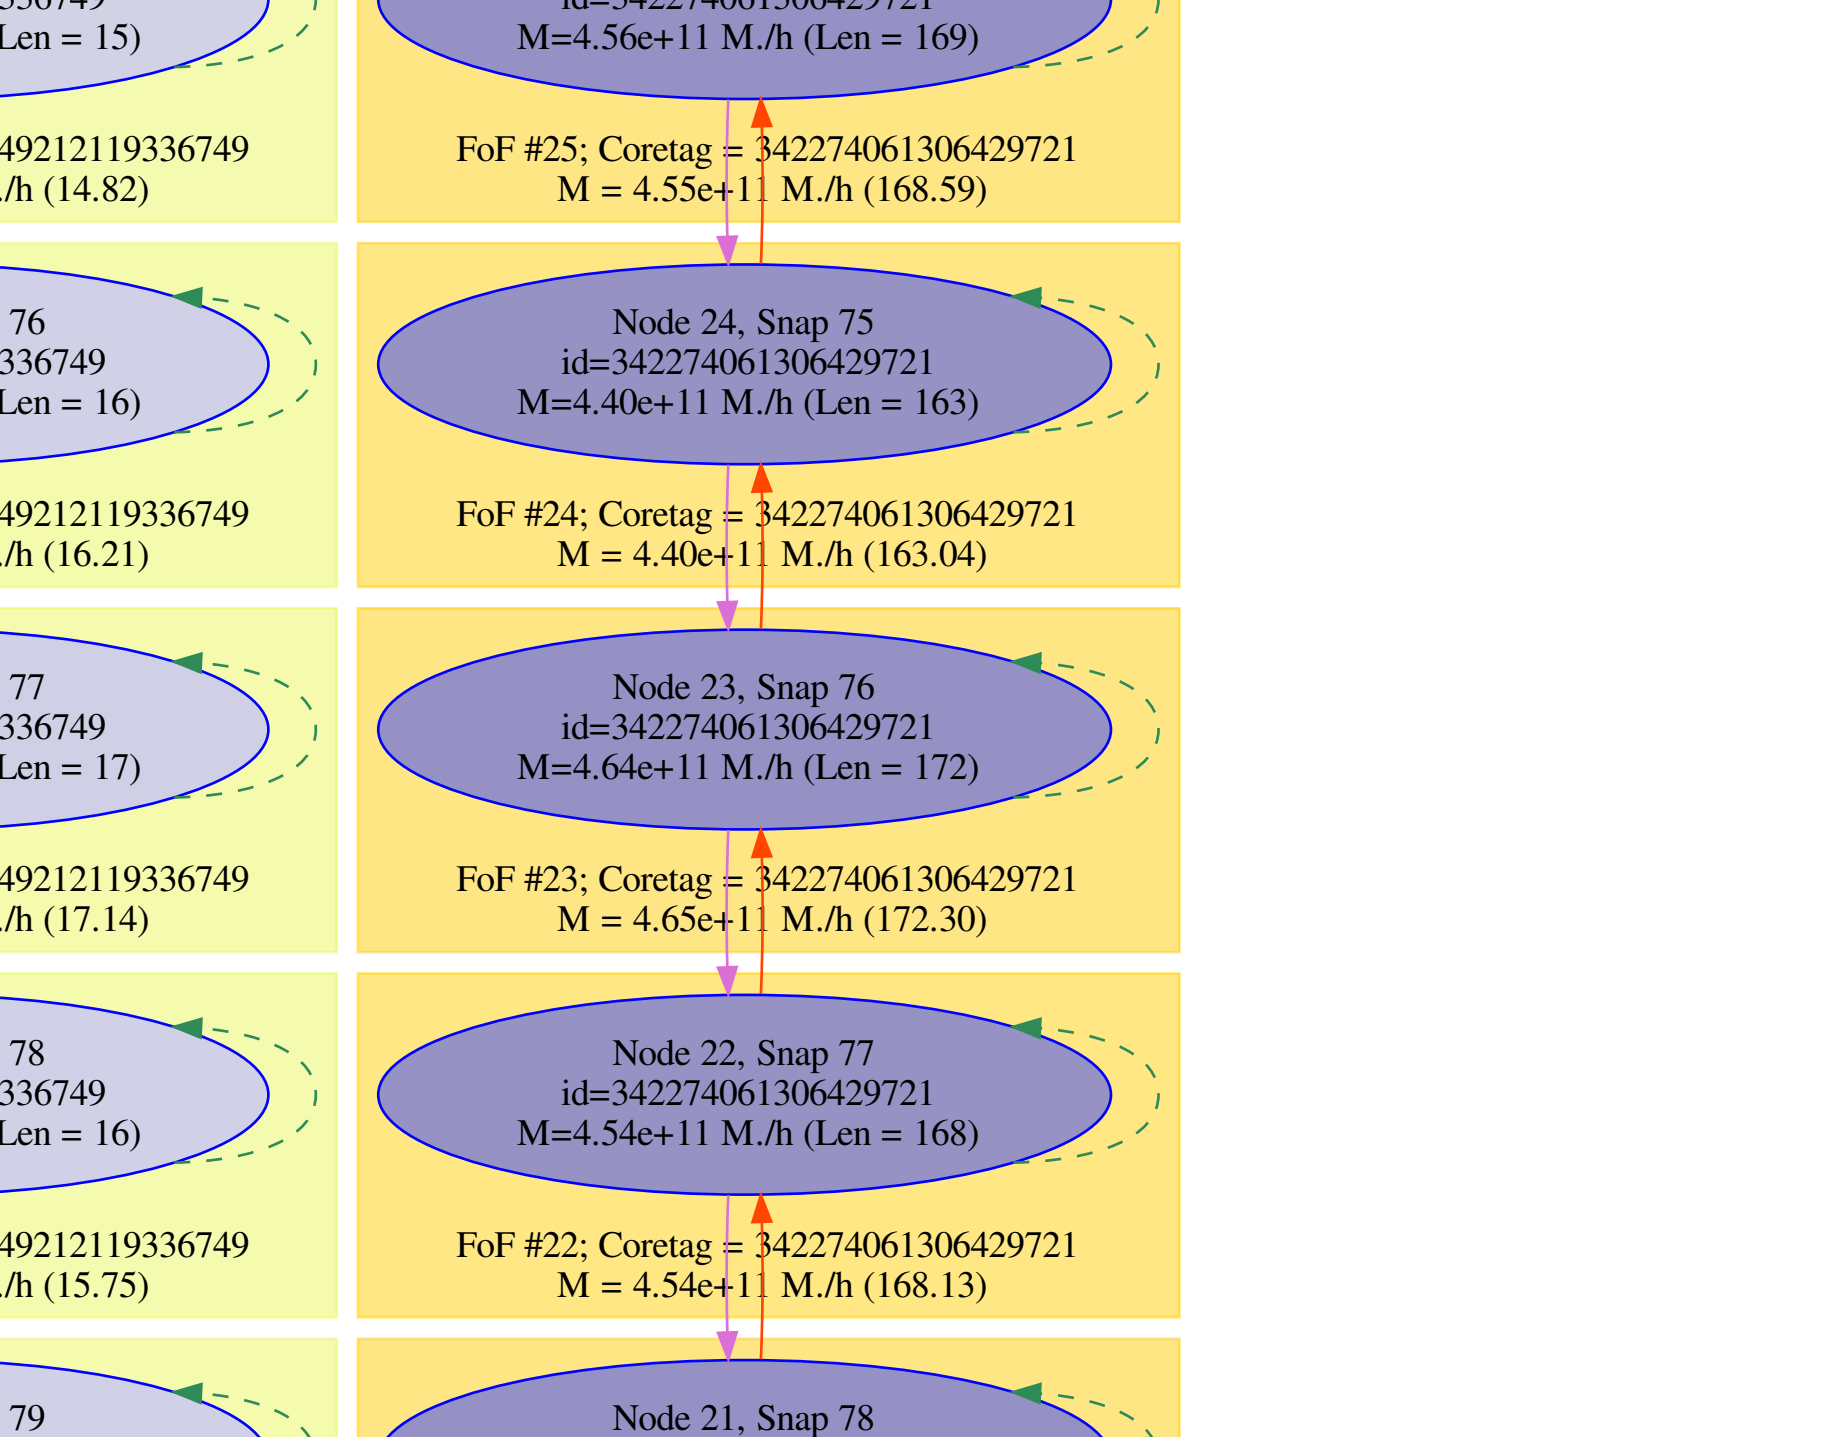 Len = 15)
M=4.56e+11 M./h (Len = 169)
49212119336749
./h (14.82)
FoF #25; Coretag = 342274061306429721
M = 4.55e+11 M./h (168.59)
76
336749
Len = 16)
Node 24, Snap 75
id=342274061306429721
M=4.40e+11 M./h (Len = 163)
49212119336749
./h (16.21)
FoF #24; Coretag = 342274061306429721
M = 4.40e+11 M./h (163.04)
77
336749
Len = 17)
Node 23, Snap 76
id=342274061306429721
M=4.64e+11 M./h (Len = 172)
49212119336749
./h (17.14)
FoF #23; Coretag = 342274061306429721
M = 4.65e+11 M./h (172.30)
78
336749
Len = 16)
Node 22, Snap 77
id=342274061306429721
M=4.54e+11 M./h (Len = 168)
49212119336749
./h (15.75)
FoF #22; Coretag = 342274061306429721
M = 4.54e+11 M./h (168.13)
79
Node 21, Snap 78